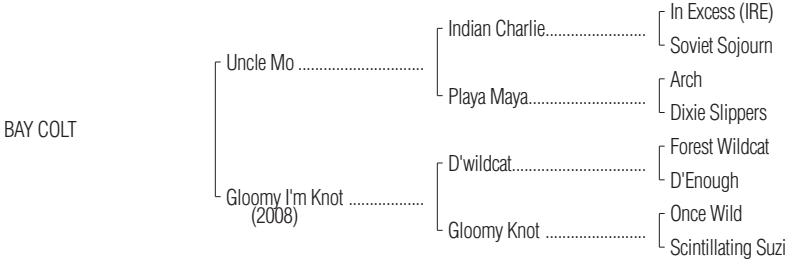 In Excess (IRE)
Indian Charlie........................
Soviet Sojourn
Uncle Mo ..............................
Arch
Playa Maya............................
Dixie Slippers
BAY COLT
Forest Wildcat
D'wildcat................................
D'Enough
Gloomy I'm Knot ..................
(2008)
Once Wild
Gloomy Knot ........................
Scintillating Suzi